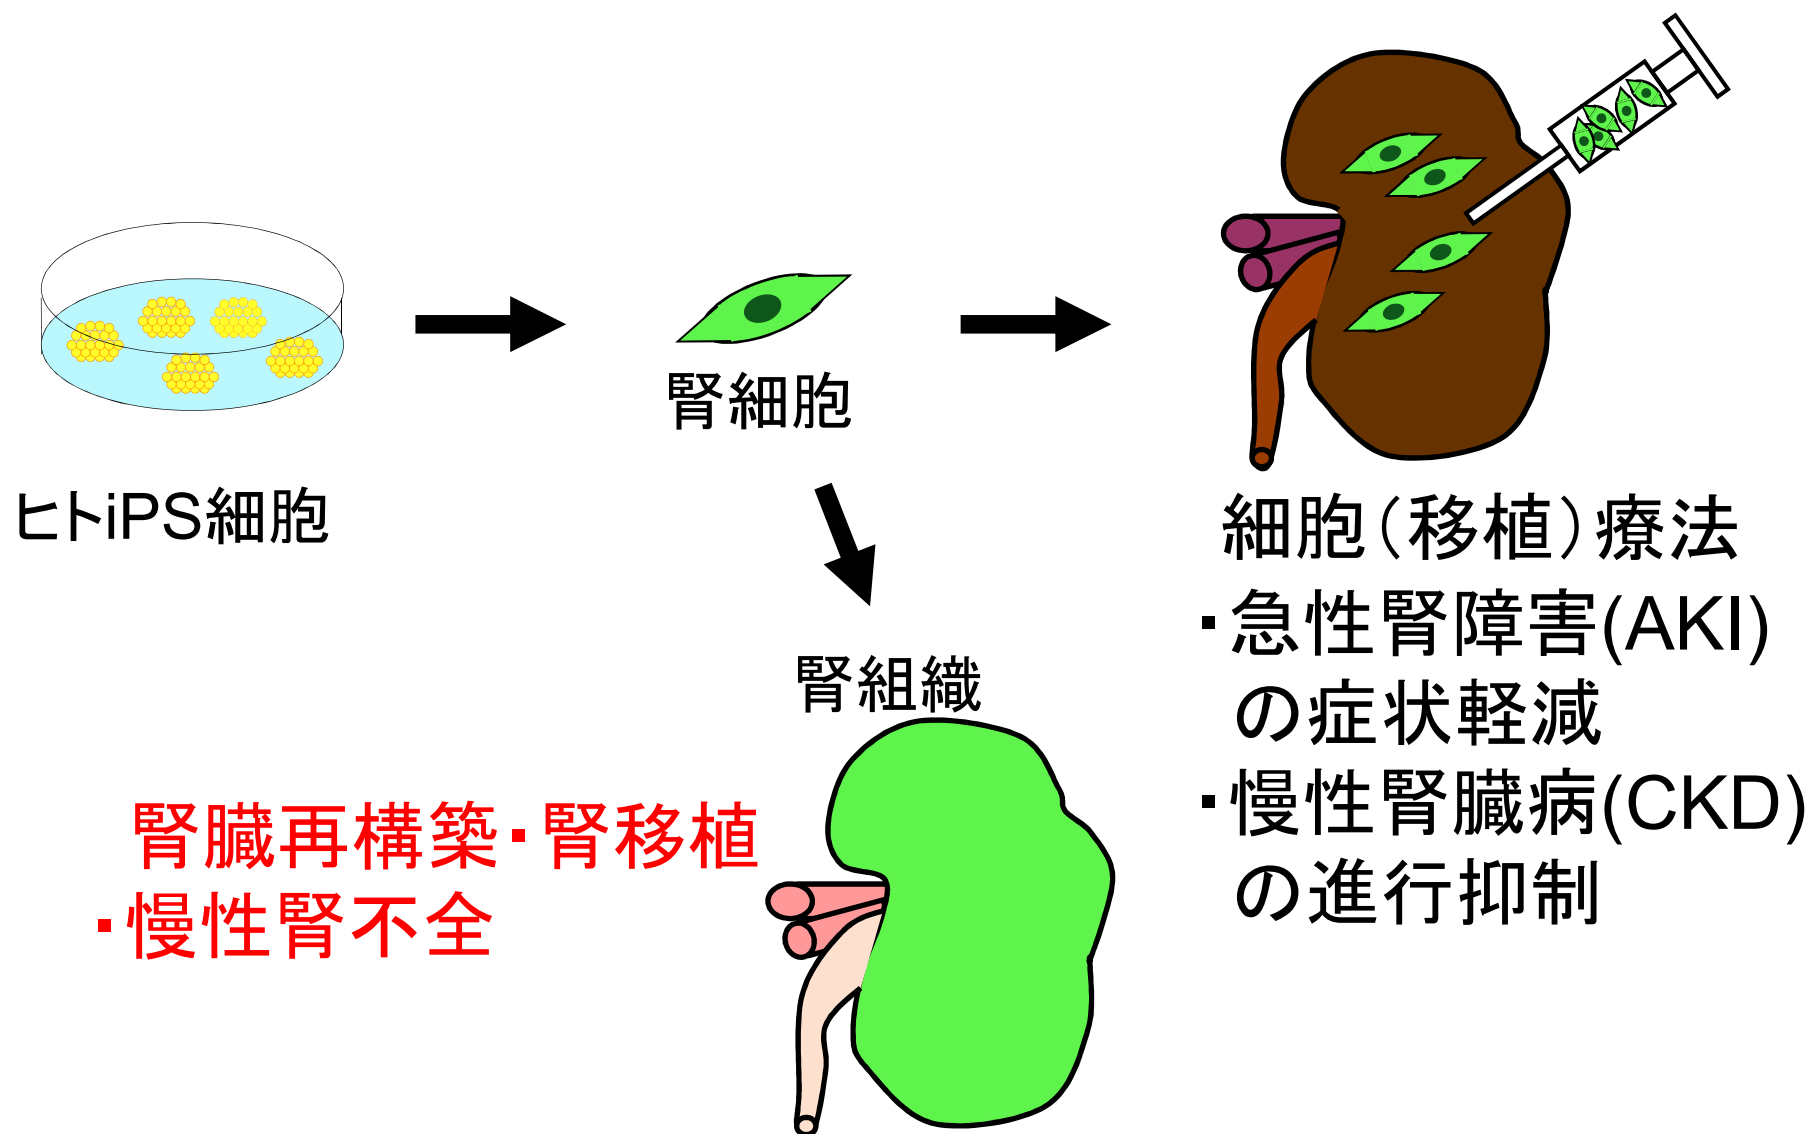 ヒトiPS細胞
腎細胞
腎組織
細胞(移植)療法
・急性腎障害(AKI)
の症状軽減
・慢性腎臓病(CKD)
の進行抑制
腎臓再構築・腎移植
・慢性腎不全